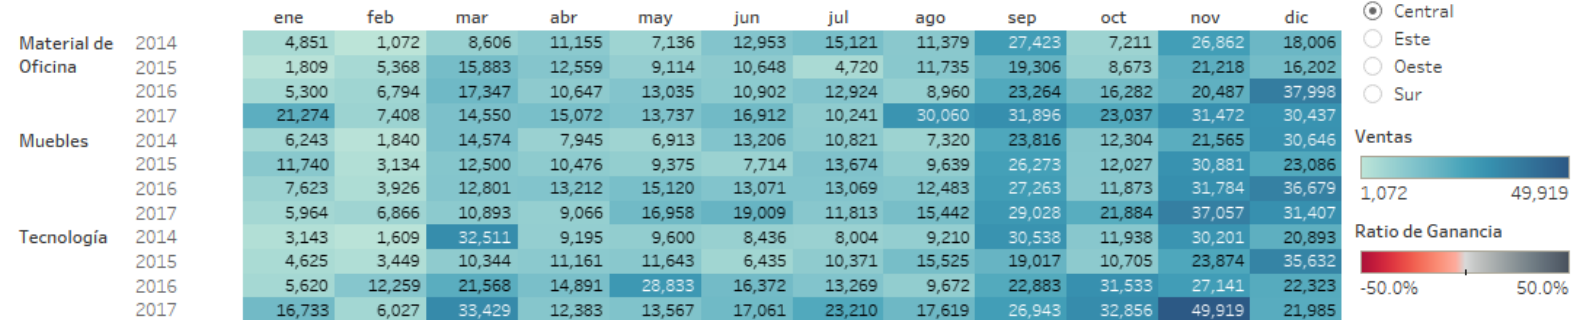 ene feb mar abr may jun jul ago sep oct nov dic
Material de Oficina 2014 4,851 1,072 8,606 11,155 7,136 12,953 15,121 11,379 27,423 7,211 26,862 18,006
2015 1,809 5,368 15,883 12,559 9,114 10,648 4,720 11,735 19,306 8,673 21,218 16,202
2016 5,300 6,794 17,347 10,647 13,035 10,902 12,924 8,960 23,264 16,282 20,487 37,998
2017 21,274 7,408 14,550 15,072 13,737 16,912 10,241 30,060 31,896 23,037 31,472 30,437
Muebles 2014 6,243 1,840 14,574 7,945 6,913 13,206 10,821 7,320 23,816 12,304 21,565 30,646
2015 11,740 3,134 12,500 10,476 9,375 7,714 13,674 9,639 26,273 12,027 30,881 23,086
2016 7,623 3,926 12,801 13,212 15,120 13,071 13,069 12,483 27,263 11,873 31,784 36,679
2017 5,964 6,866 10,893 9,066 16,958 19,009 11,813 15,442 29,028 21,884 37,057 31,407
Tecnología 2014 3,143 1,609 32,511 9,195 9,600 8,436 8,004 9,210 30,538 11,938 30,201 20,893
2015 4,625 3,449 10,344 11,161 11,643 6,435 10,371 15,525 19,017 10,705 23,874 35,632
2016 5,620 12,259 21,568 14,891 28,833 16,372 13,269 9,672 22,883 31,533 27,141 22,323
2017 16,733 6,027 33,429 12,383 13,567 17,061 23,210 17,619 26,943 32,856 49,919 21,985
Central
Este
Oeste
Sur
Ventas
1,072 49,919
Ratio de Ganancia
-50.0% 50.0%